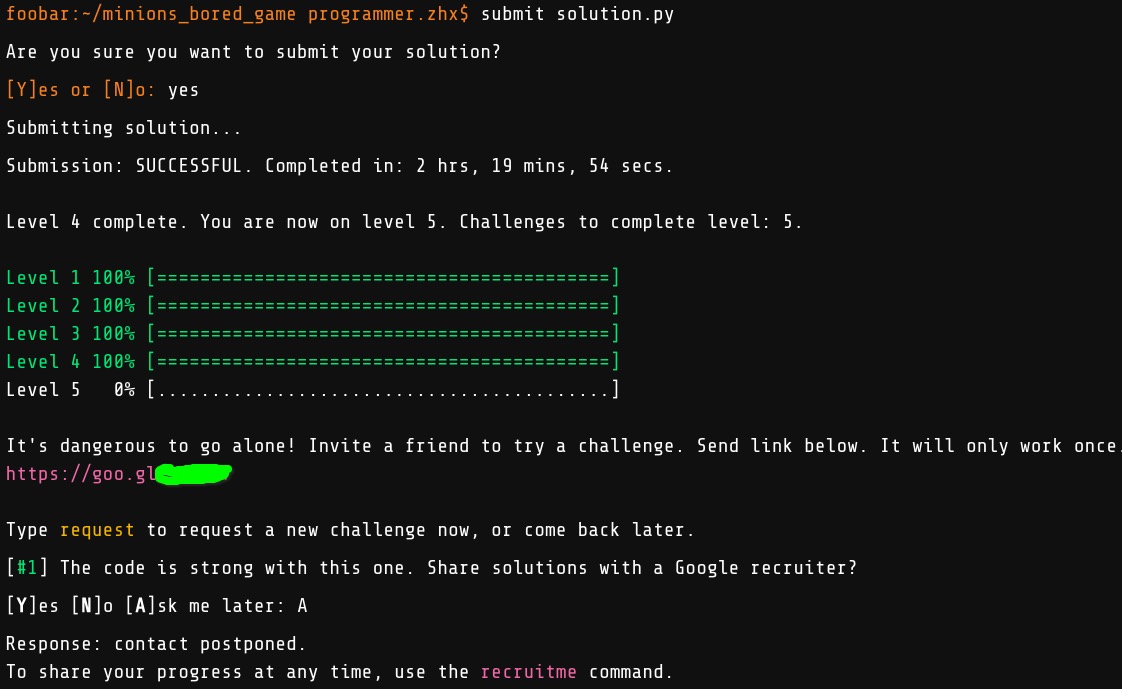 foobar:~/minions_bored_game programmer.zhx$ submit solution.py
Are you sure you want to submit your solution?
[Y]es or [N]o: yes
Submitting solution...
Submission: SUCCESSFUL. Completed in: 2 hrs, 19 mins, 54 secs.
Level 4 complete. You are now on level 5. Challenges to complete level: 5.
Level 1 100% [==========================================]
Level 2 100% [==========================================]
Level 3 100% [==========================================]
Level 4 100% [==========================================]
Level 5   0% [..........................................]
It's dangerous to go alone! Invite a friend to try a challenge. Send link below. It will only work once.
https://goo.gl
Type request to request a new challenge now, or come back later.
[#1] The code is strong with this one. Share solutions with a Google recruiter?
[Y]es [N]o [A]sk me later: A
Response: contact postponed.
To share your progress at any time, use the recruitme command.